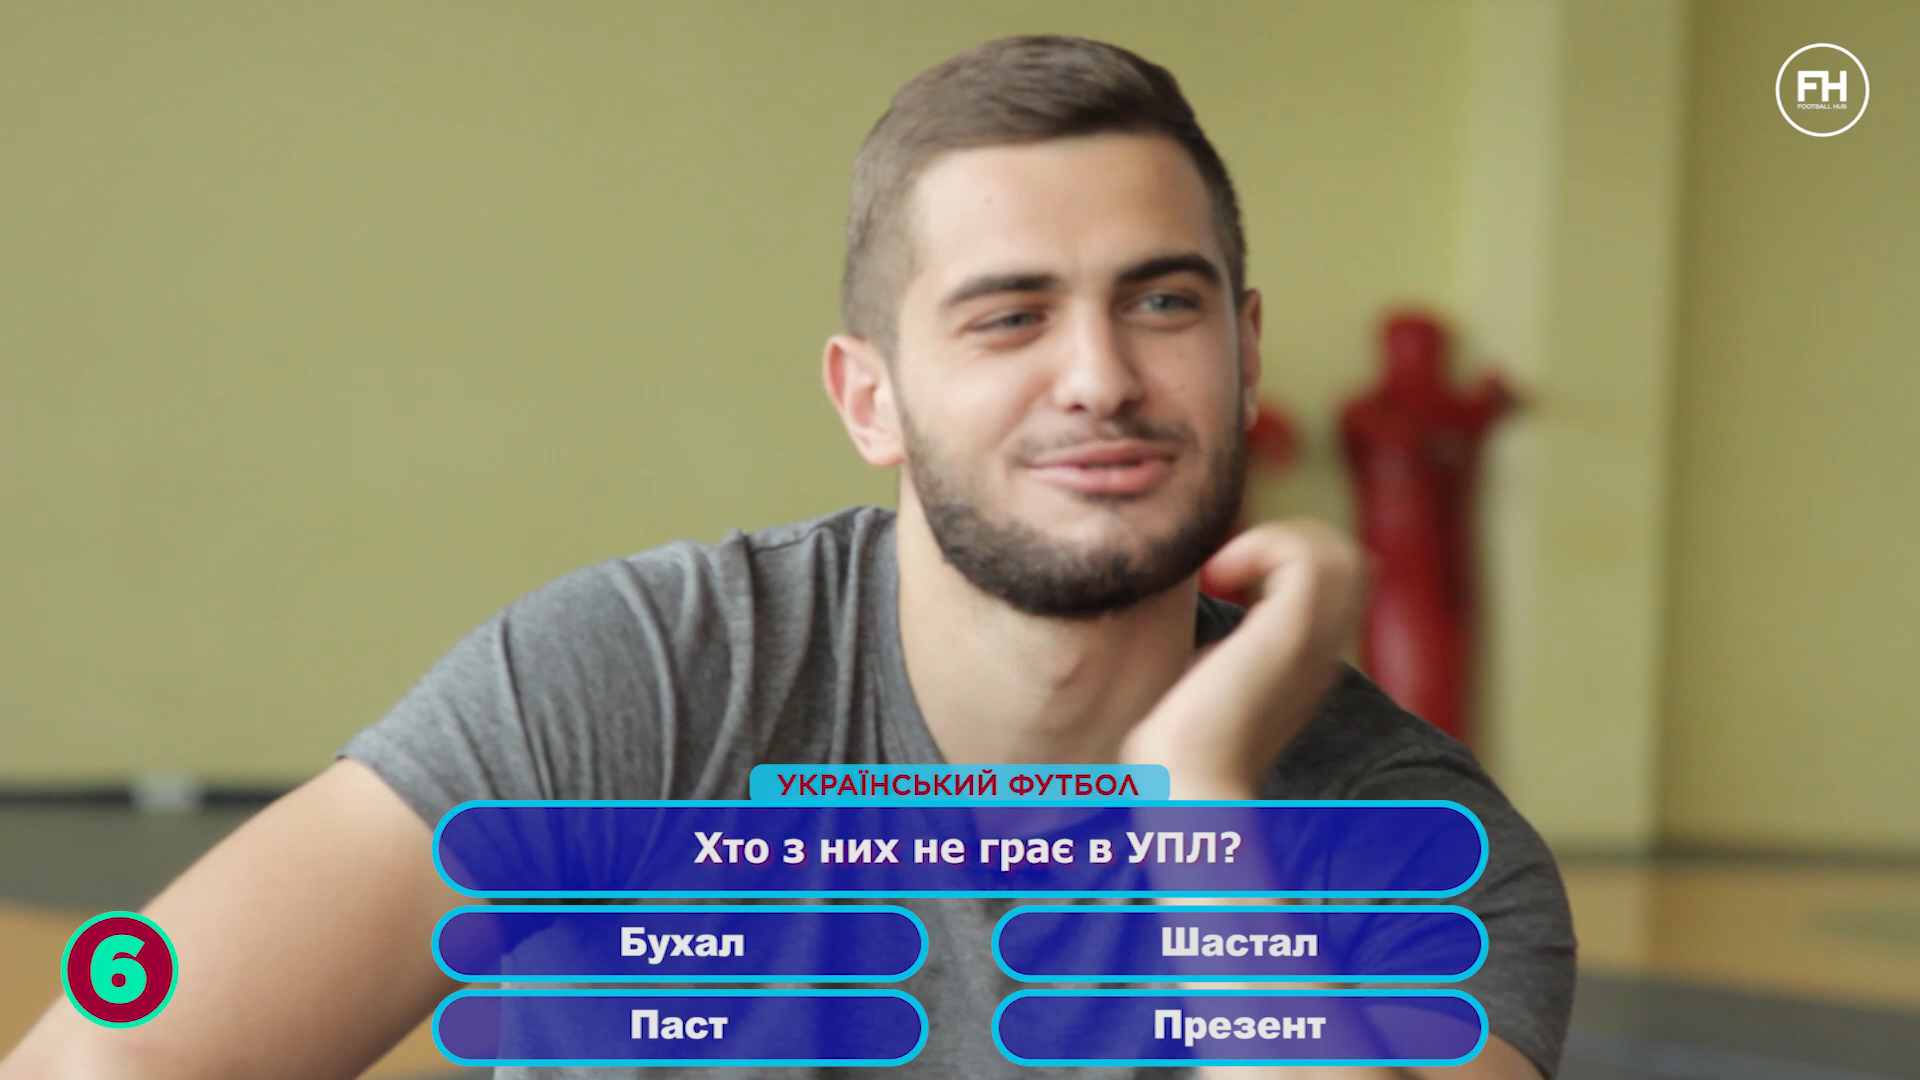 FH
FOOTBALL HUB
УКРАЇНСЬКИЙ ФУТБОЛ
Хто з них не грає в УПЛ?
Бухал
Шастал
6
Паст
Презент